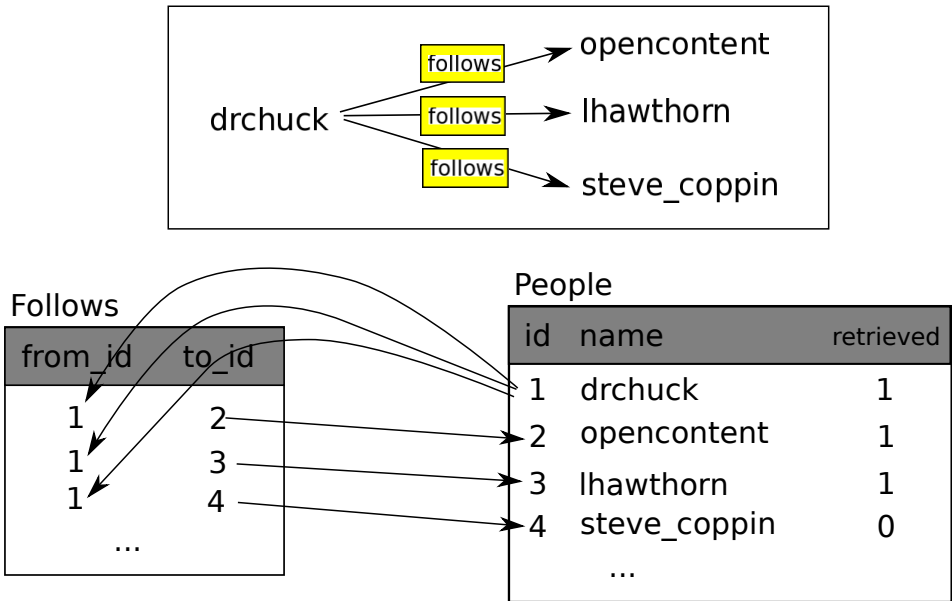 follows
opencontent
drchuck
follows
lhawthorn
follows
steve_coppin
Follows
from_id to_id
1 2
1 3
1 4
...
People
id name retrieved
1 drchuck 1
2 opencontent 1
3 lhawthorn 1
4 steve_coppin 0
...